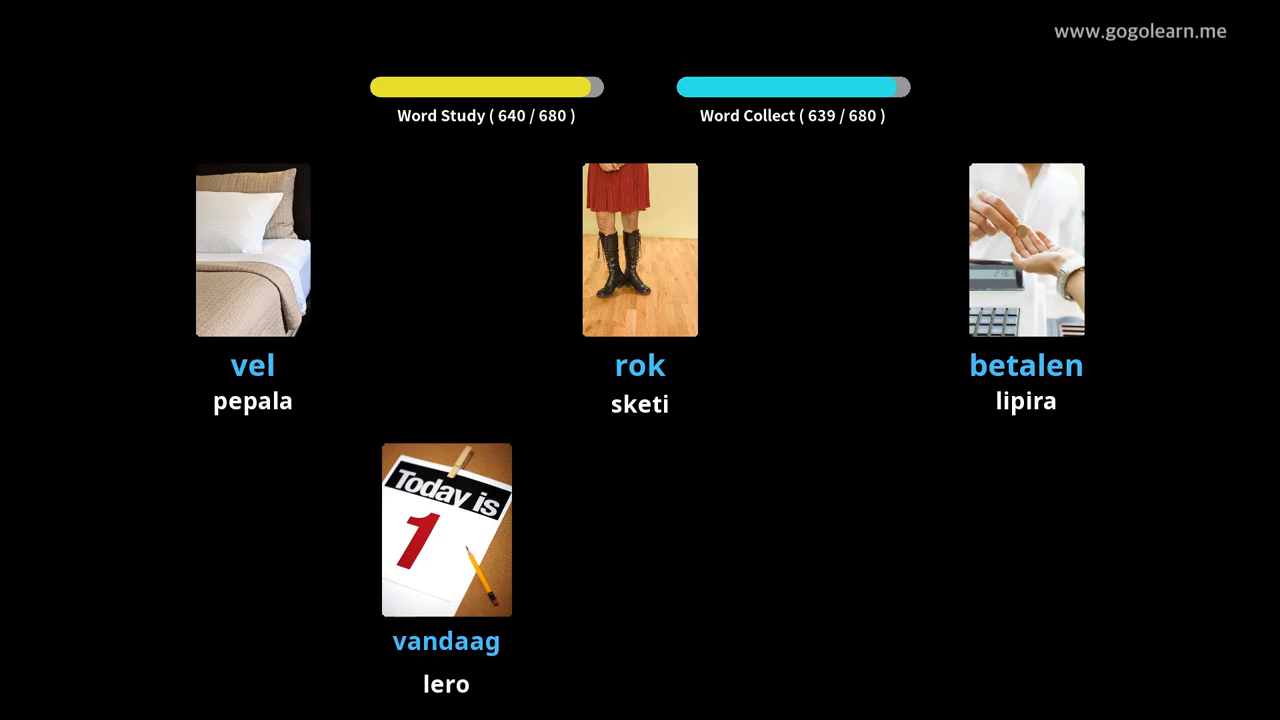 www.gogolearn.me
Word Study ( 640 / 680 )
Word Collect ( 639 / 680 )
vel
pepala
rok
sketi
betalen
lipira
Today is
1
vandaag
lero